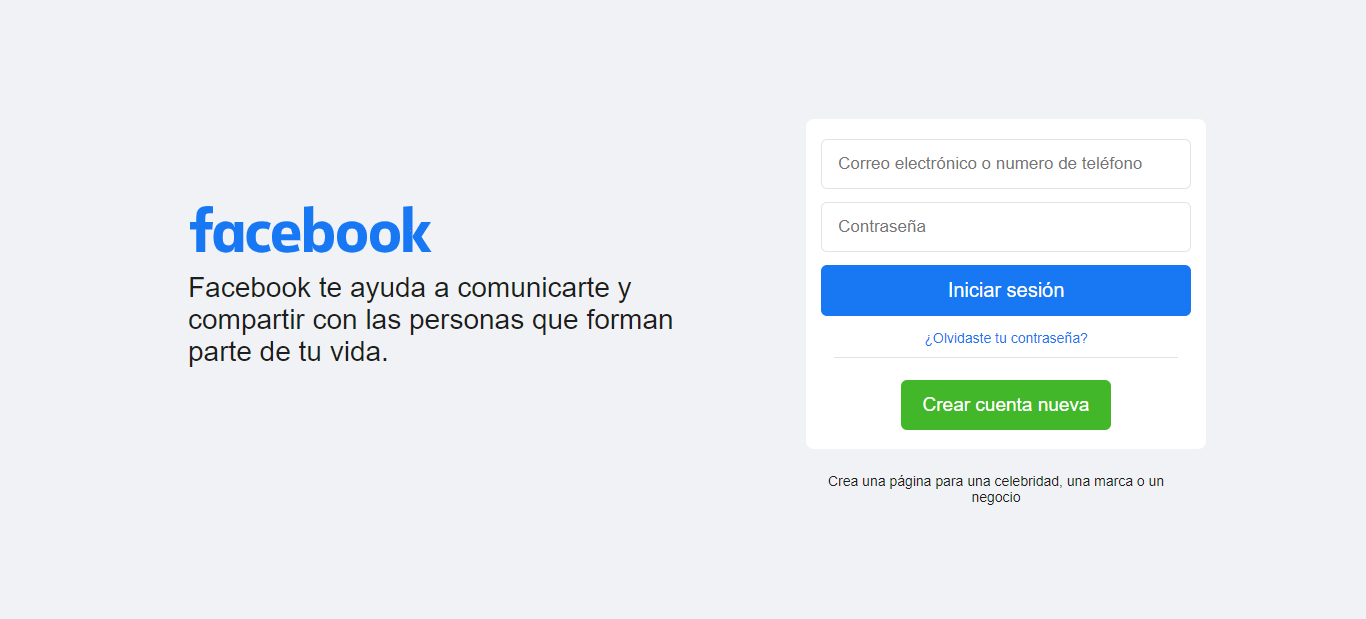 facebook
Facebook te ayuda a comunicarte y
compartir con las personas que forman
parte de tu vida.
Correo electrónico o numero de teléfono
Contraseña
Iniciar sesión
¿Olvidaste tu contraseña?
Crear cuenta nueva
Crea una página para una celebridad, una marca o un
negocio